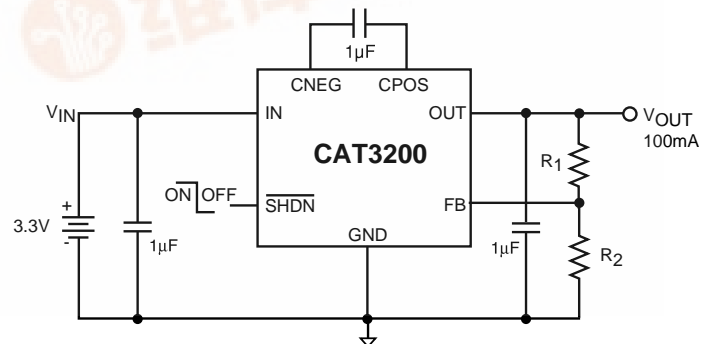 1µF
CNEG CPOS
VIN IN OUT VOUT
100mA
CAT3200
R1
ON OFF SHDN FB
+
3.3V
-
1µF
GND
1µF
R2